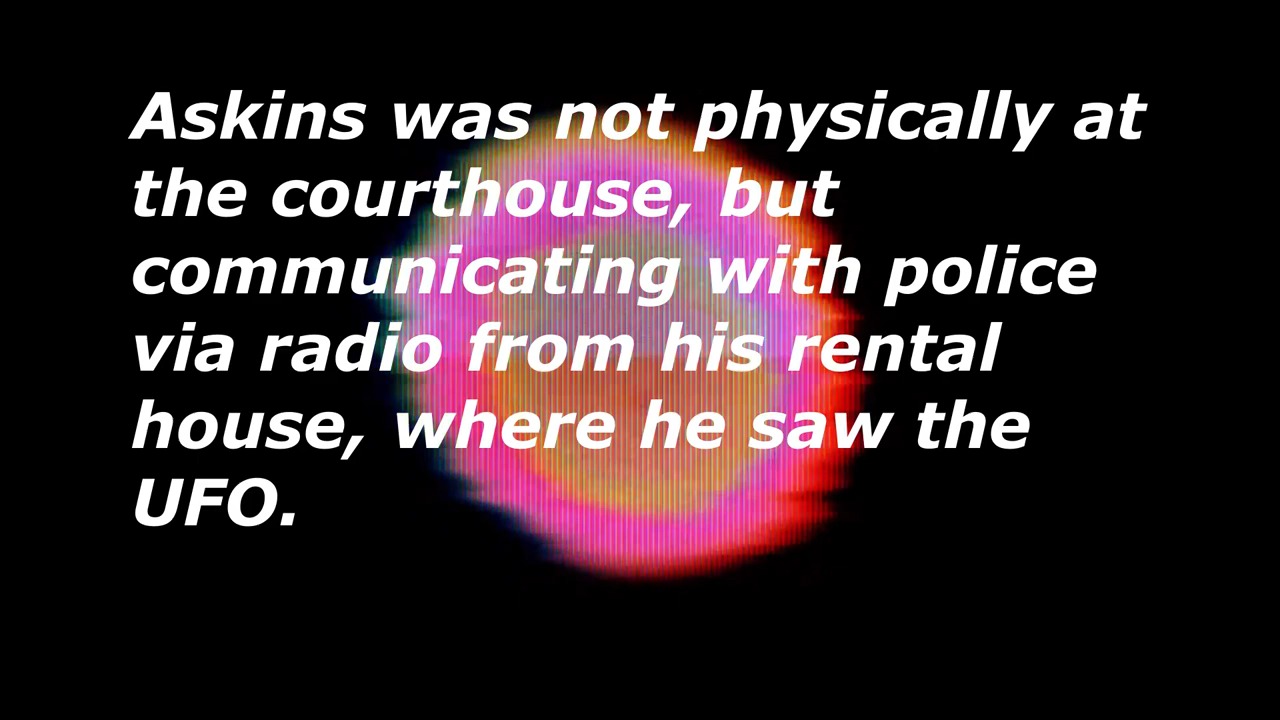 Askins was not physically at
the courthouse, but
communicating with police
via radio from his rental
house, where he saw the
UFO.